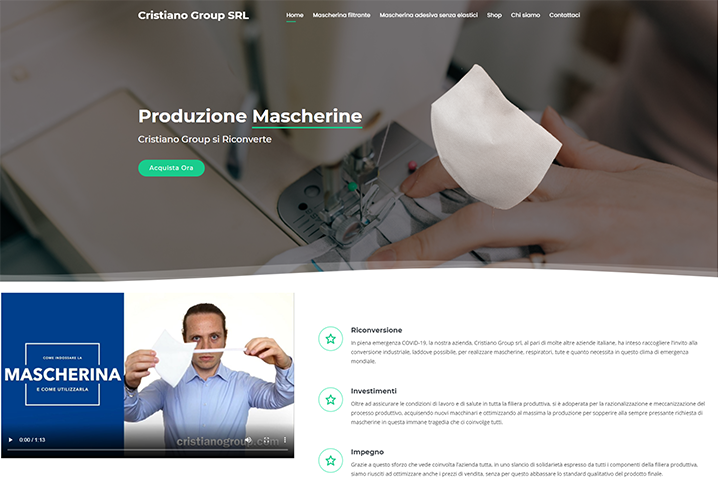 Cristiano Group SRL
Home Mascherina filtrante Mascherina adesiva senza elastici Shop Chi siamo Contattaci
Produzione Mascherine
Cristiano Group si Riconverte
Acquista Ora
COME INDOSSARE LA
MASCHERINA
E COME UTILIZZARLA
cristianogroup.com
0:00 / 1:13
Riconversione
In piena emergenza COVID-19, la nostra azienda, Cristiano Group srl, al pari di molte altre aziende italiane, ha inteso raccogliere l'invito alla
conversione industriale, laddove possibile, per realizzare mascherine, respiratori, tute e quanto necessita in questo clima di emergenza
mondiale.
Investimenti
Oltre ad assicurare le condizioni di lavoro e di salute in tutta la filiera produttiva, si è adoperata per la razionalizzazione e meccanizzazione del
processo produttivo, acquisendo nuovi macchinari e ottimizzando al massima la produzione per sopperire alla sempre pressante richiesta di
mascherine in questa immane tragedia che ci coinvolge tutti.
Impegno
Grazie a questo sforzo che vede coinvolta l'azienda tutta, in uno slancio di solidarietà espresso da tutti i componenti della filiera produttiva,
siamo riusciti ad ottimizzare anche i prezzi di vendita, senza per questo abbassare lo standard qualitativo del prodotto finale.